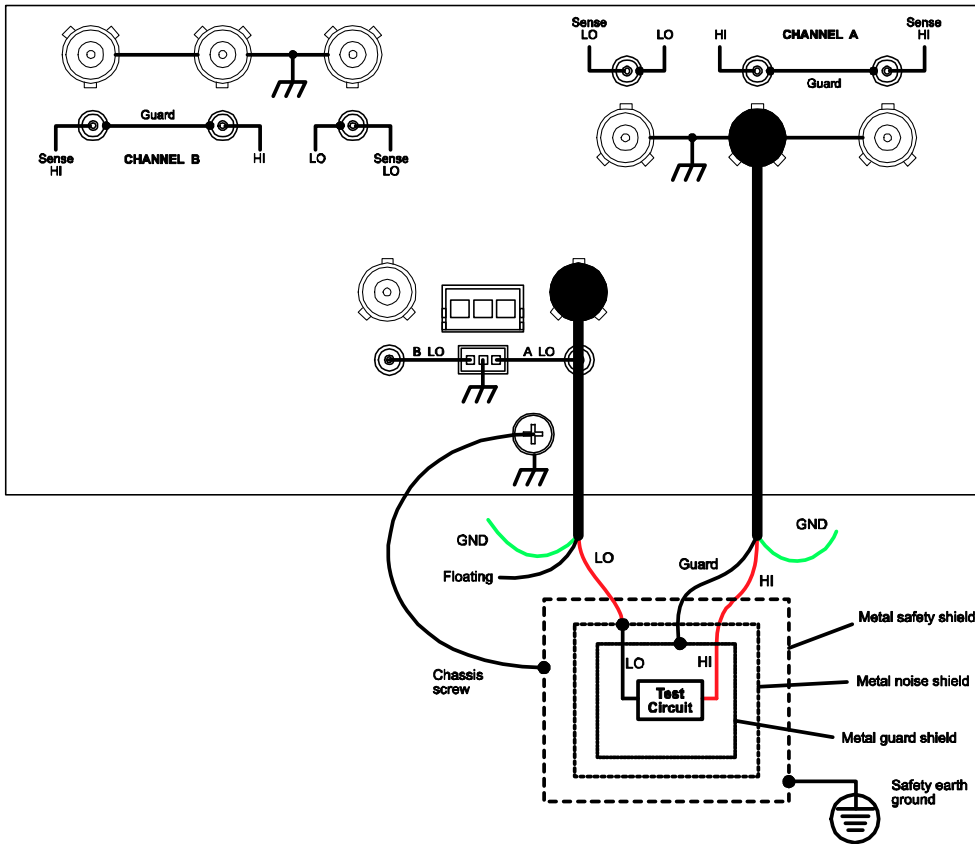 Sense
LO
LO
HI
CHANNEL A
Sense
HI
Guard
Guard
Sense
HI
CHANNEL B
HI
LO
Sense
LO
B LO
A LO
GND
LO
Floating
Guard
HI
GND
Metal safety shield
LO
HI
Chassis
screw
Test
Circuit
Metal noise shield
Metal guard shield
Safety earth
ground